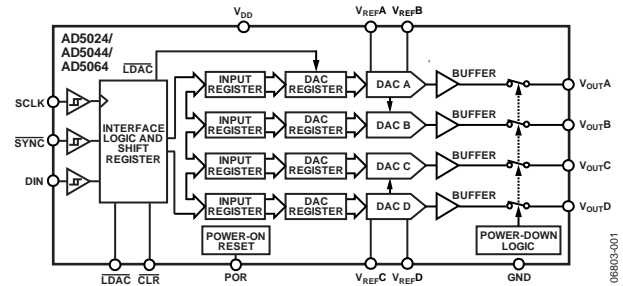 VDD
VREFA VREFB
AD5024/
AD5044/
AD5064
LDAC
SCLK
SYNC
DIN
INTERFACE
LOGIC AND
SHIFT
REGISTER
INPUT
REGISTER
DAC
REGISTER
DAC A
BUFFER
VOUTA
INPUT
REGISTER
DAC
REGISTER
DAC B
BUFFER
VOUTB
INPUT
REGISTER
DAC
REGISTER
DAC C
BUFFER
VOUTC
INPUT
REGISTER
DAC
REGISTER
DAC D
BUFFER
VOUTD
POWER-ON
RESET
POWER-DOWN
LOGIC
LDAC CLR POR VREFC VREFD GND
06803-001